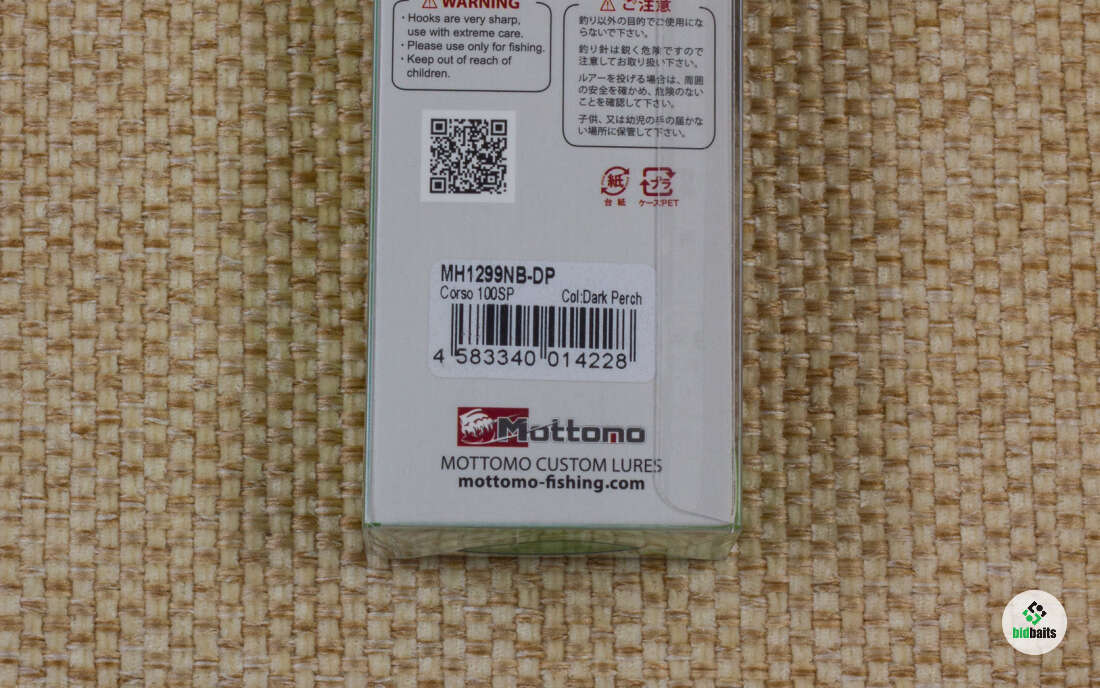 ⚠ WARNING
・Hooks are very sharp,
use with extreme care.
・Please use only for fishing.
・Keep out of reach of
children.
⚠ ご注意
釣り以外の目的でご使用にな
らないで下さい。
釣り針は鋭く危険ですので
注意してお取り扱い下さい。
ルアーを投げる場合は、周囲
の安全を確かめ、危険のない
ことを確認して下さい。
子供、又は幼児の手の届かな
い場所に保管して下さい。
紙
台紙
プラ
ケース:PET
MH1299NB-DP
Corso 100SP Col:Dark Perch
4 583340 014228
Mottomo
MOTTOMO CUSTOM LURES
mottomo-fishing.com
bidbaits